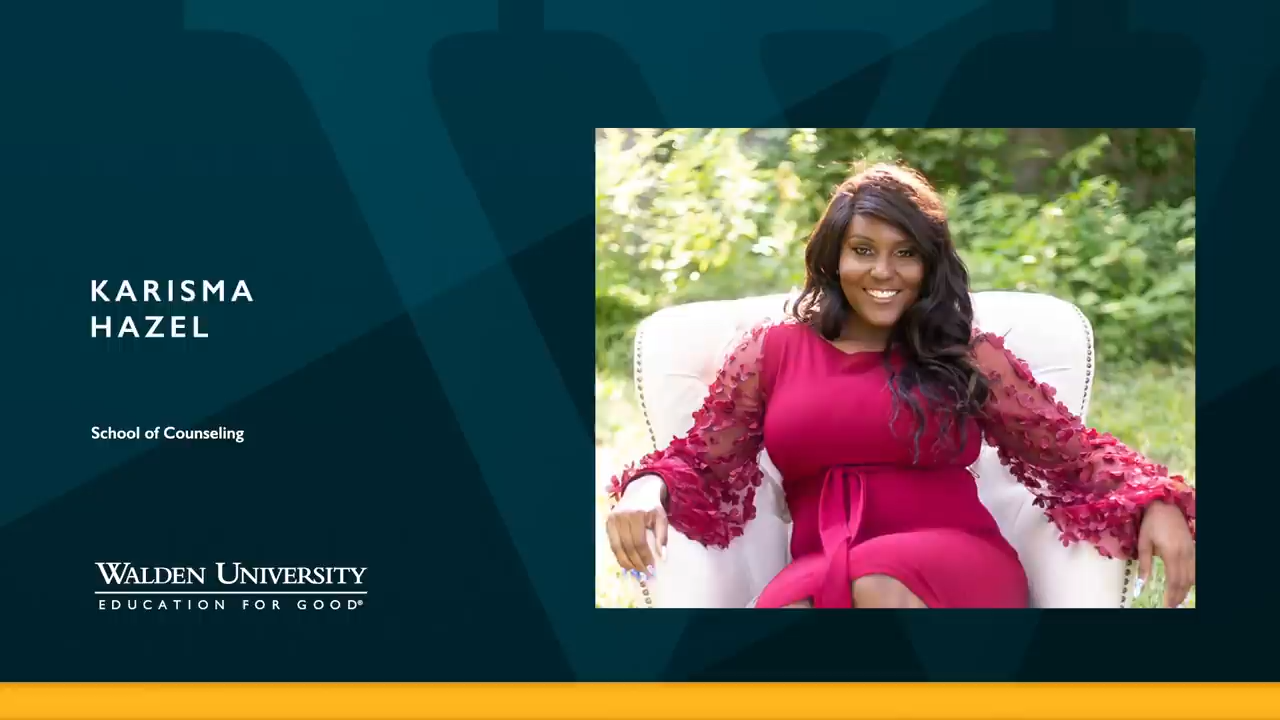 KARISMA
HAZEL
School of Counseling
WALDEN UNIVERSITY
EDUCATION FOR GOOD®